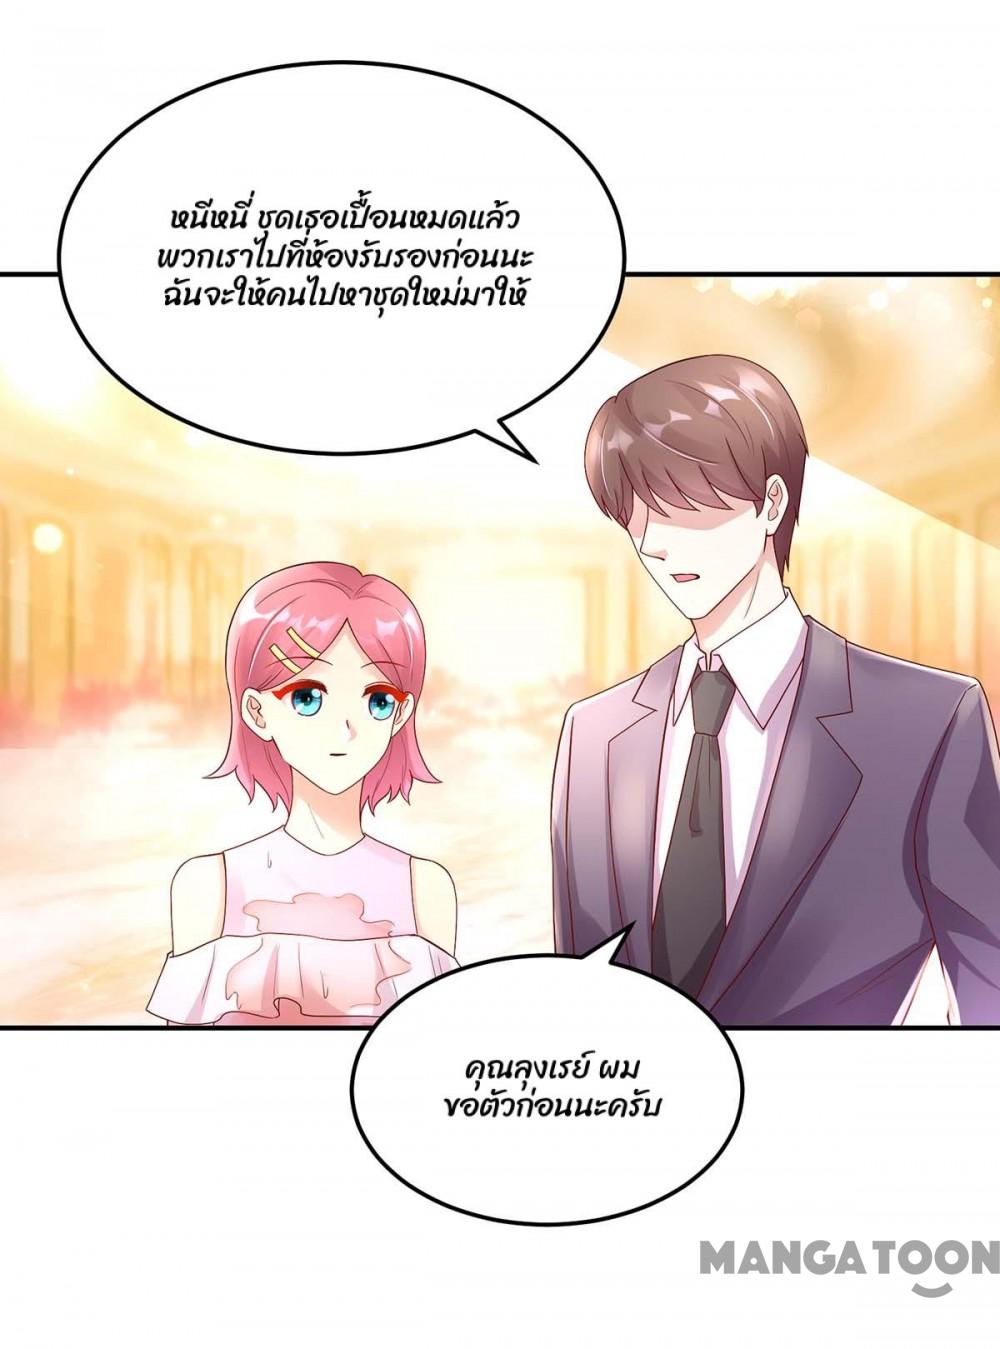 หนีหนี่ ชุดเธอเปื้อนหมดแล้ว
พวกเราไปที่ห้องรับรองก่อนนะ
ฉันจะให้คนไปหาชุดใหม่มาให้
คุณลุงเรย์ ผม
ขอตัวก่อนนะครับ
MANGATOON